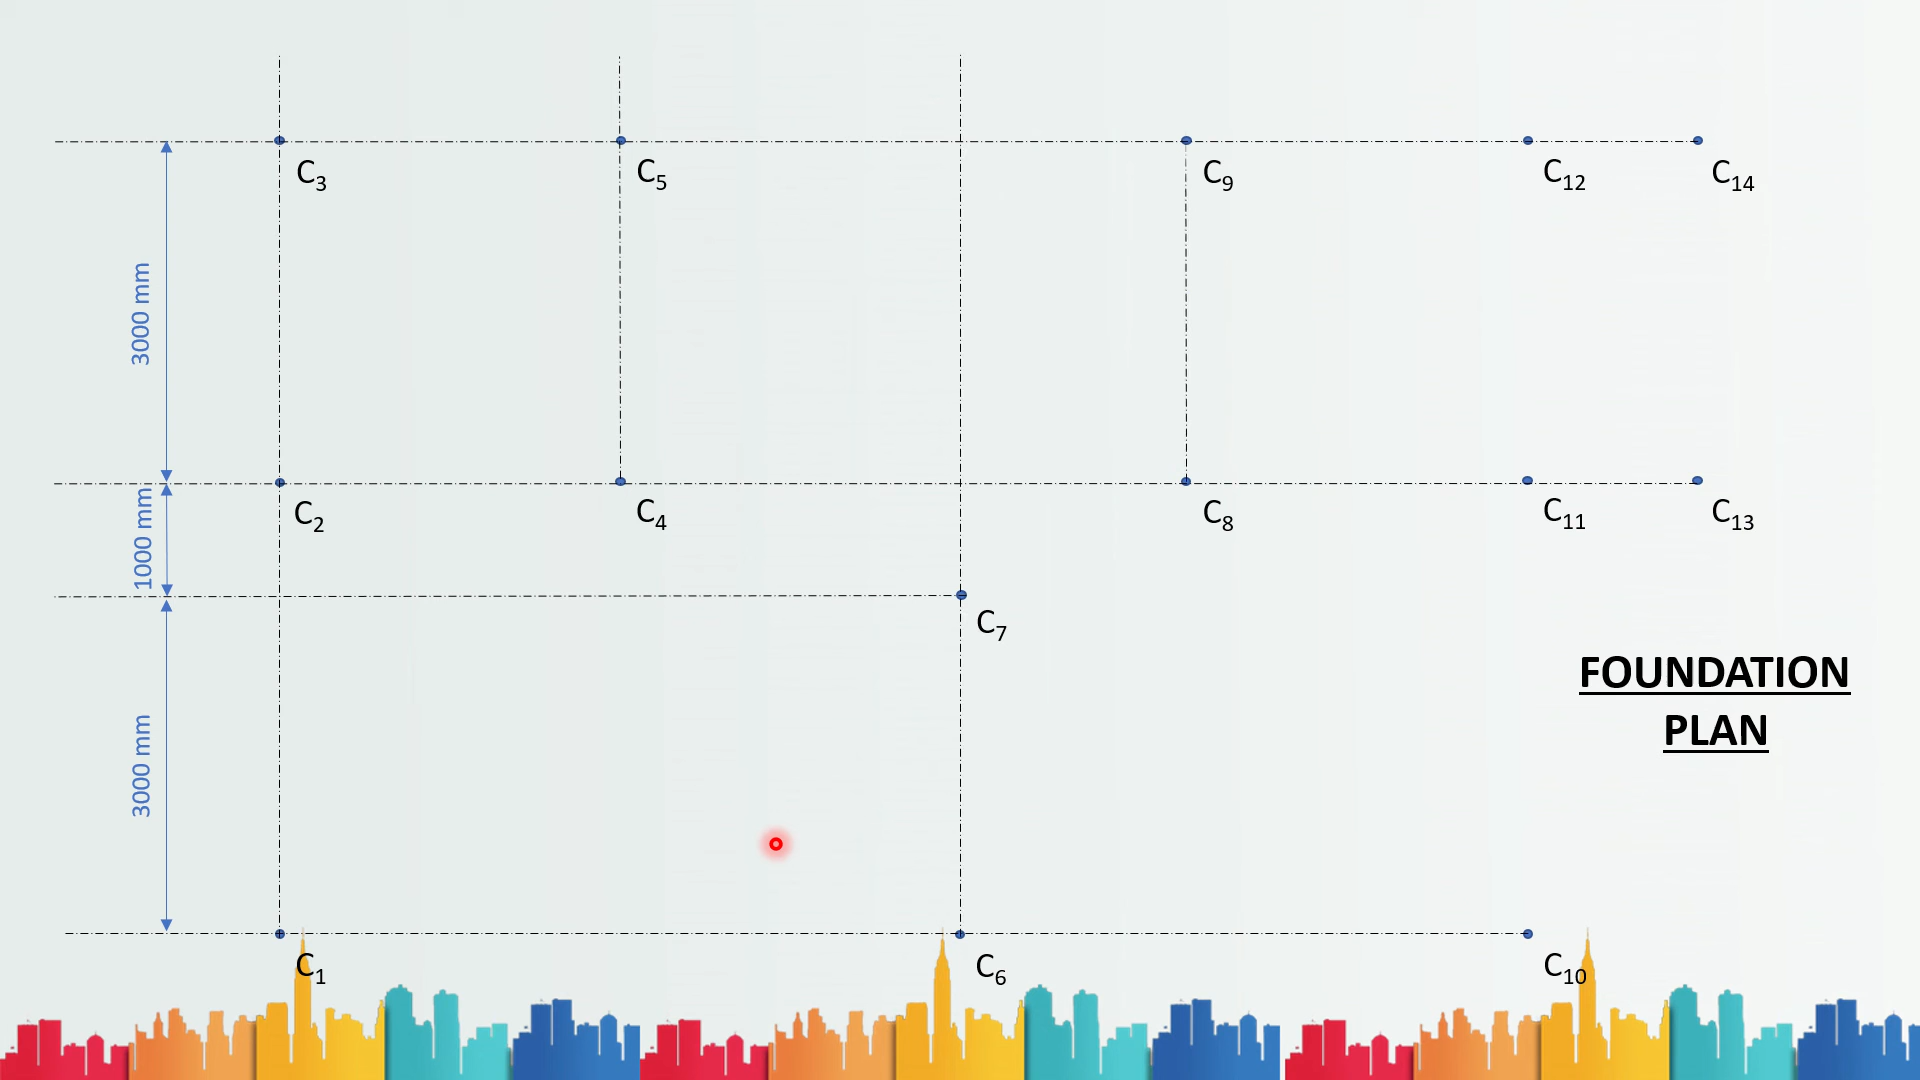 C3
C5
C9
C12
C14
3000 mm
C2
C4
C8
C11
C13
1000 mm
C7
FOUNDATION
PLAN
3000 mm
C1
C6
C10